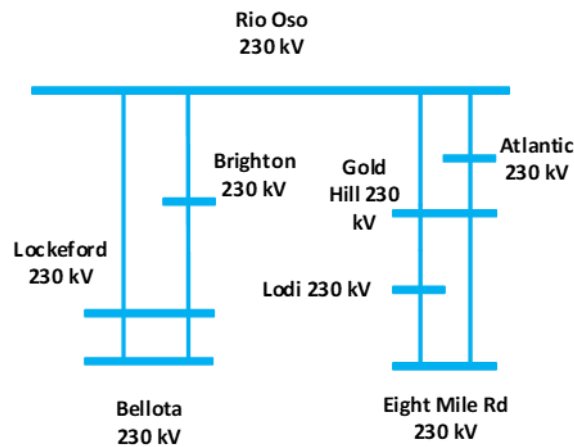 Rio Oso
230 kV
Brighton
230 kV
Gold
Hill 230
kV
Atlantic
230 kV
Lockeford
230 kV
Lodi 230 kV
Bellota
230 kV
Eight Mile Rd
230 kV